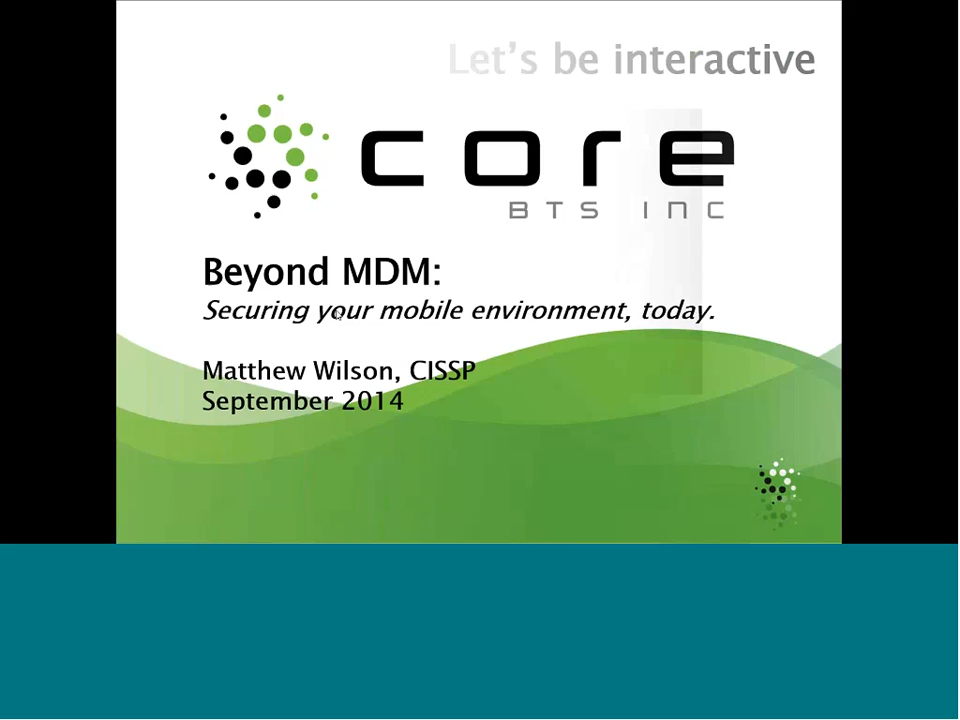 Let's be interactive
core
BTS INC
Beyond MDM:
Securing your mobile environment, today.
Matthew Wilson, CISSP
September 2014